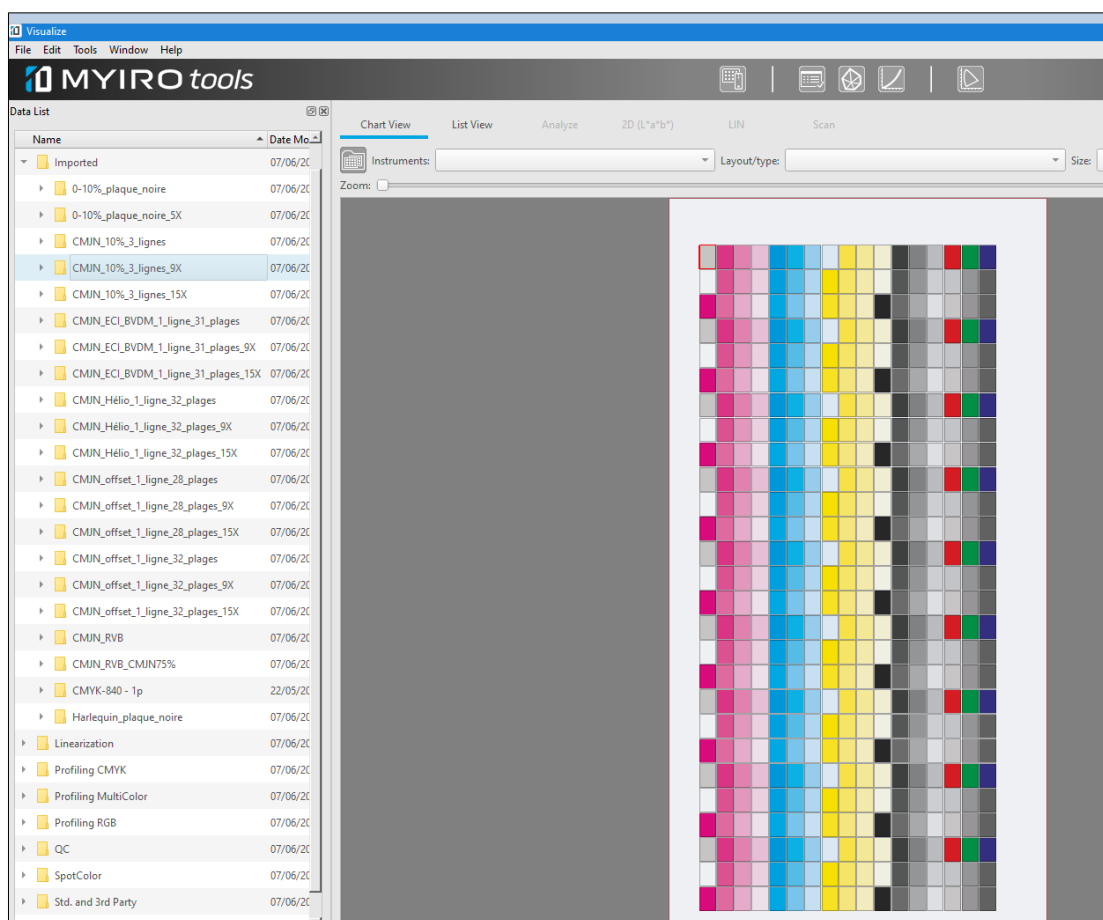 Visualize
File Edit Tools Window Help
MYIRO tools
Data List
Chart View List View Analyze 2D (L*a*b*) LIN Scan
Name Date Mo
Instruments: Layout/type: Size:
Zoom:
Imported 07/06/20
0-10%_plaque_noire 07/06/20
0-10%_plaque_noire_5X 07/06/20
CMJN_10%_3_lignes 07/06/20
CMJN_10%_3_lignes_9X 07/06/20
CMJN_10%_3_lignes_15X 07/06/20
CMJN_ECI_BVDM_1_ligne_31_plages 07/06/20
CMJN_ECI_BVDM_1_ligne_31_plages_9X 07/06/20
CMJN_ECI_BVDM_1_ligne_31_plages_15X 07/06/20
CMJN_Hélio_1_ligne_32_plages 07/06/20
CMJN_Hélio_1_ligne_32_plages_9X 07/06/20
CMJN_Hélio_1_ligne_32_plages_15X 07/06/20
CMJN_offset_1_ligne_28_plages 07/06/20
CMJN_offset_1_ligne_28_plages_9X 07/06/20
CMJN_offset_1_ligne_28_plages_15X 07/06/20
CMJN_offset_1_ligne_32_plages 07/06/20
CMJN_offset_1_ligne_32_plages_9X 07/06/20
CMJN_offset_1_ligne_32_plages_15X 07/06/20
CMJN_RVB 07/06/20
CMJN_RVB_CMJN75% 07/06/20
CMYK-840 - 1p 22/05/20
Harlequin_plaque_noire 07/06/20
Linearization 07/06/20
Profiling CMYK 07/06/20
Profiling MultiColor 07/06/20
Profiling RGB 07/06/20
QC 07/06/20
SpotColor 07/06/20
Std. and 3rd Party 07/06/20